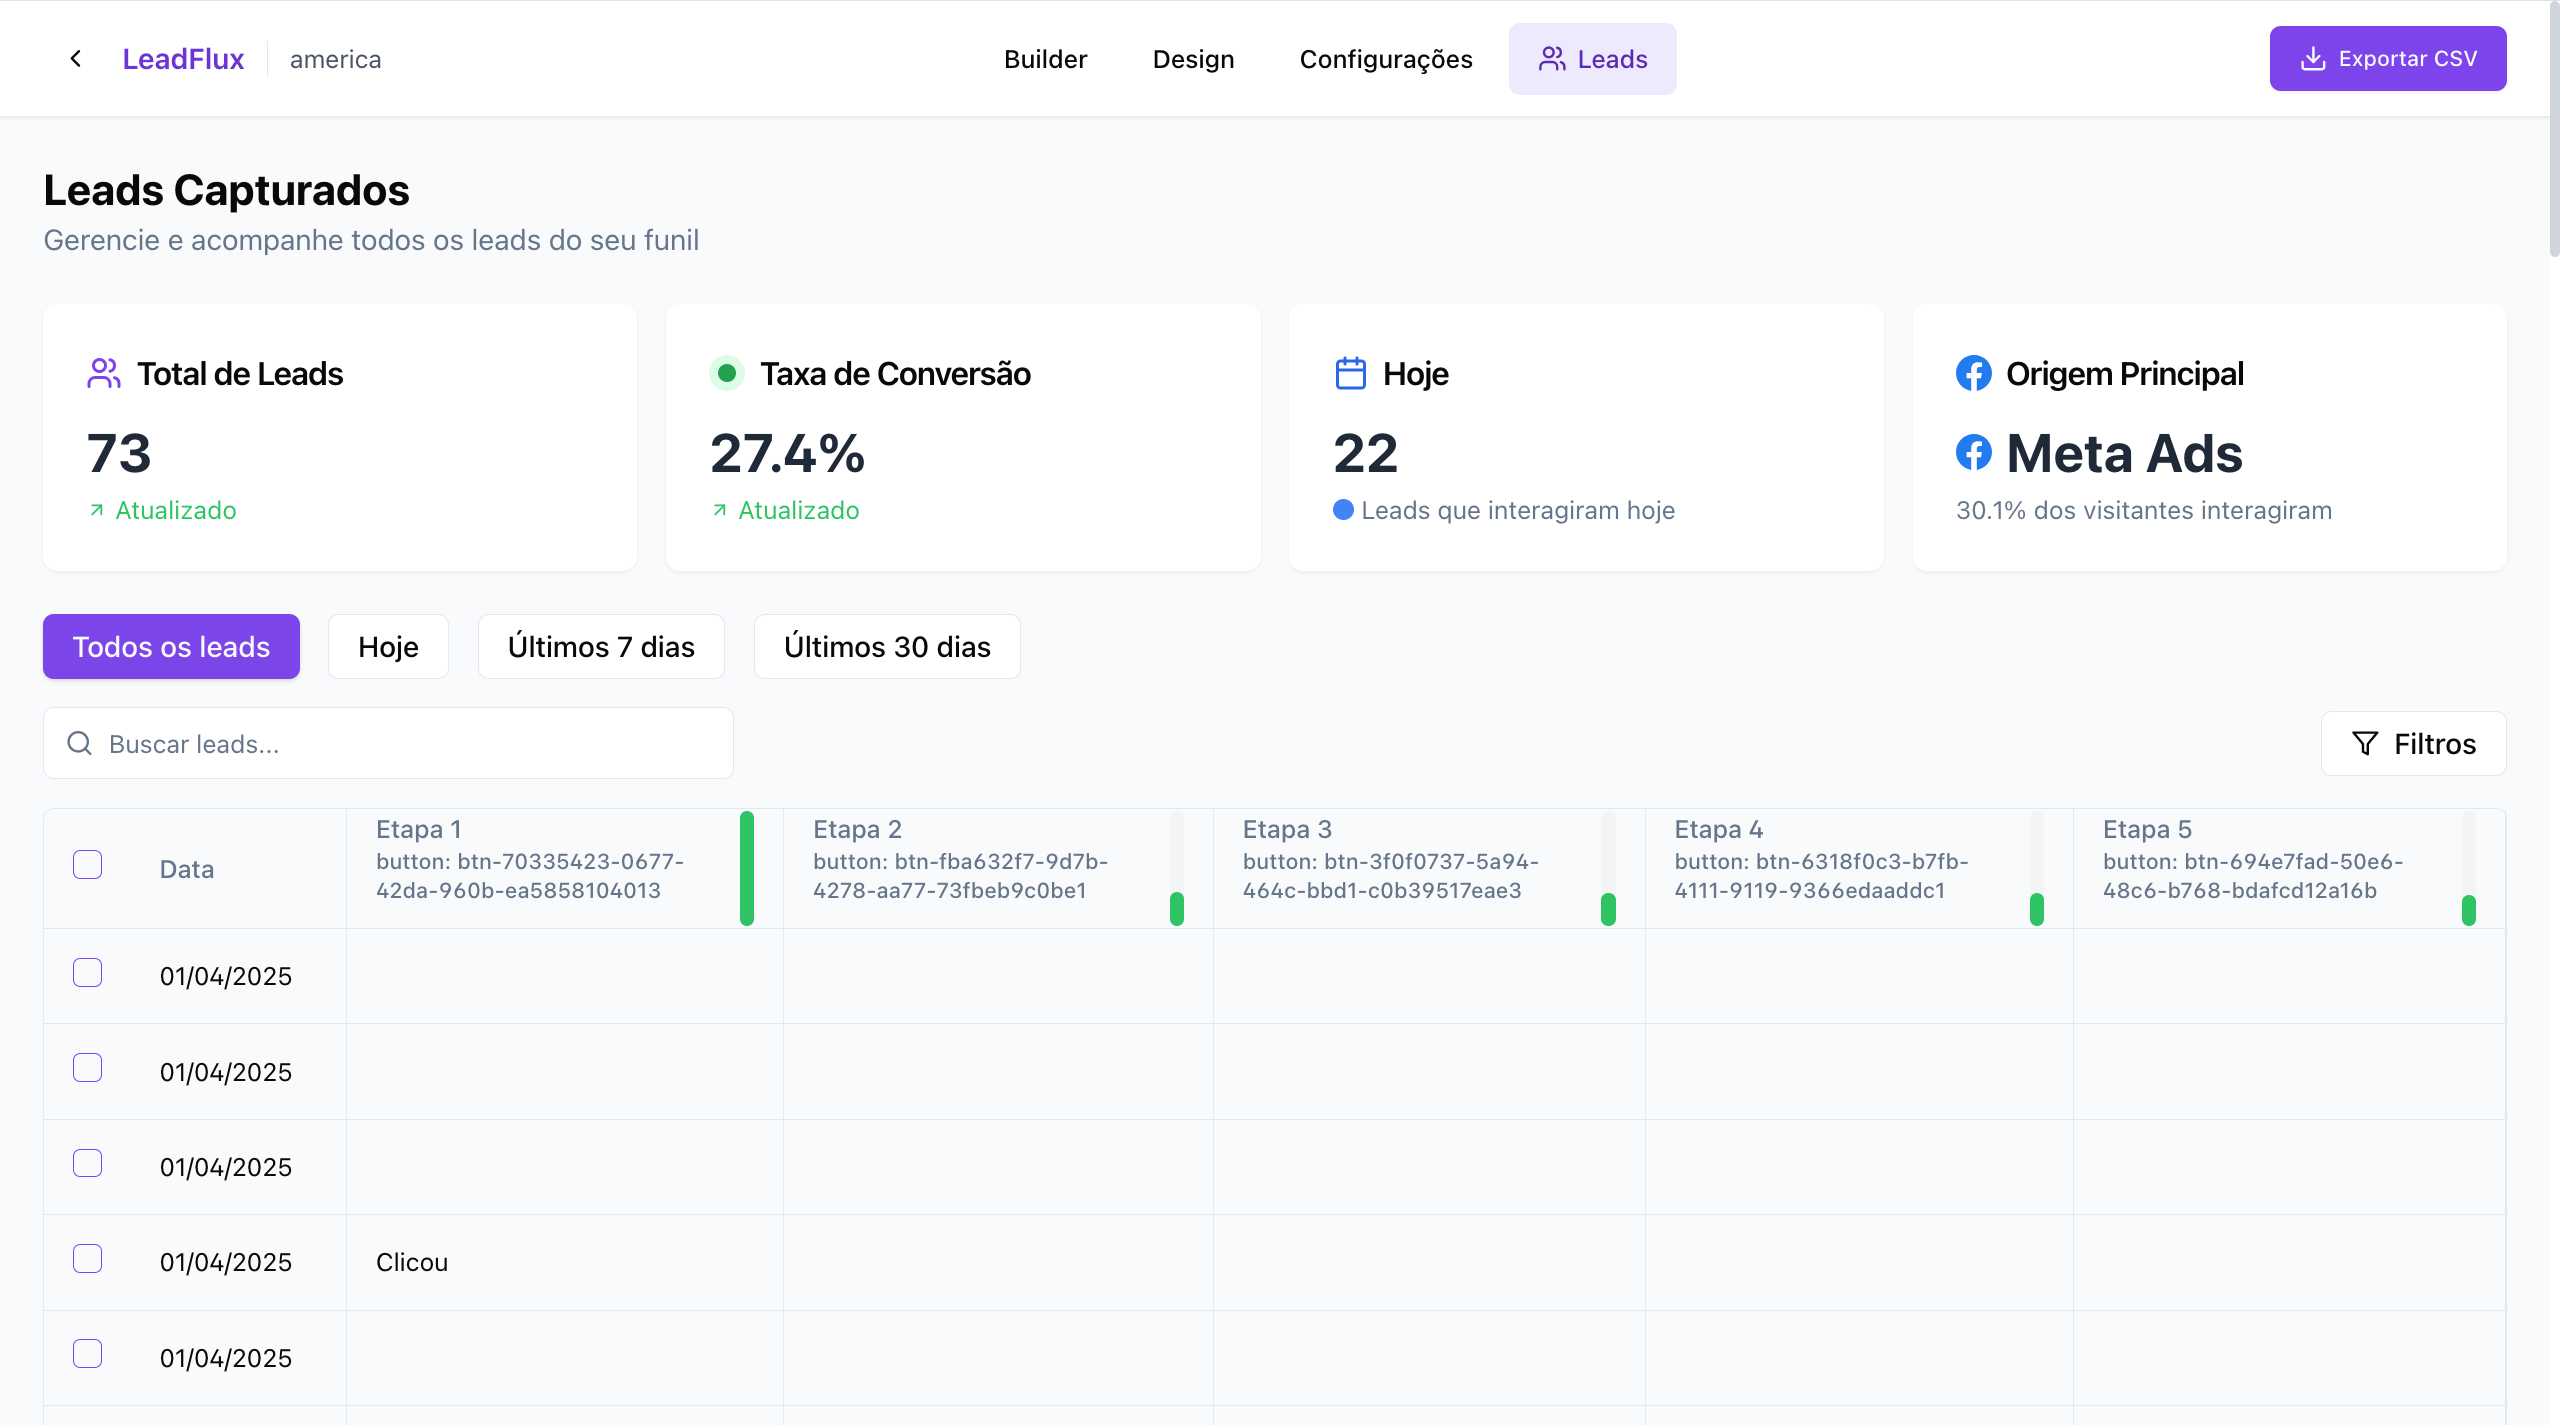 LeadFlux
america
Builder
Design
Configurações
Leads
Exportar CSV
Leads Capturados
Gerencie e acompanhe todos os leads do seu funil
Total de Leads
73
Atualizado
Taxa de Conversão
27.4%
Atualizado
Hoje
22
Leads que interagiram hoje
Origem Principal
Meta Ads
30.1% dos visitantes interagiram
Todos os leads
Hoje
Últimos 7 dias
Últimos 30 dias
Buscar leads...
Filtros
Data
Etapa 1
button: btn-70335423-0677-
42da-960b-ea5858104013
Etapa 2
button: btn-fba632f7-9d7b-
4278-aa77-73fbeb9c0be1
Etapa 3
button: btn-3f0f0737-5a94-
464c-bbd1-c0b39517eae3
Etapa 4
button: btn-6318f0c3-b7fb-
4111-9119-9366edaaddc1
Etapa 5
button: btn-694e7fad-50e6-
48c6-b768-bdafcd12a16b
01/04/2025
01/04/2025
01/04/2025
01/04/2025
Clicou
01/04/2025